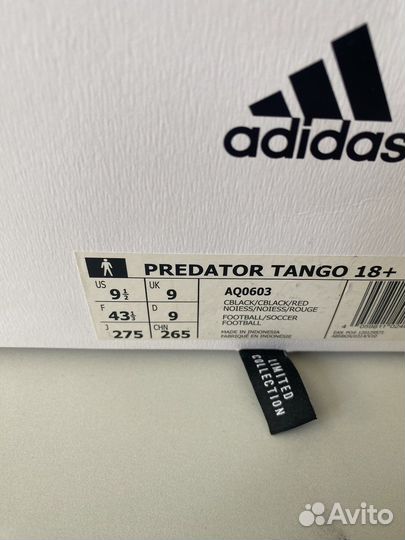 adidas
PREDATOR TANGO 18+
US 9½ UK 9
F 43⅓ D 9
J 275 CHN 265
AQ0603
CBLACK/CBLACK/RED
NOIESS/NOIESS/ROUGE
FOOTBALL/SOCCER
FOOTBALL
MADE IN INDONESIA
FABRIQUÉ EN INDONÉSIE
LIMITED
COLLECTION
Avito